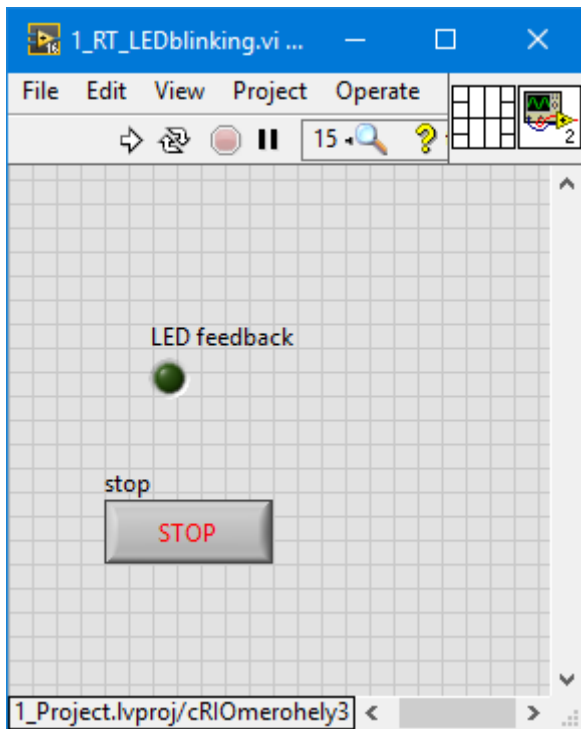 1_RT_LEDblinking.vi ...
File Edit View Project Operate
15
? 2
LED feedback
stop
STOP
1_Project.lvproj/cRIOmerohely3